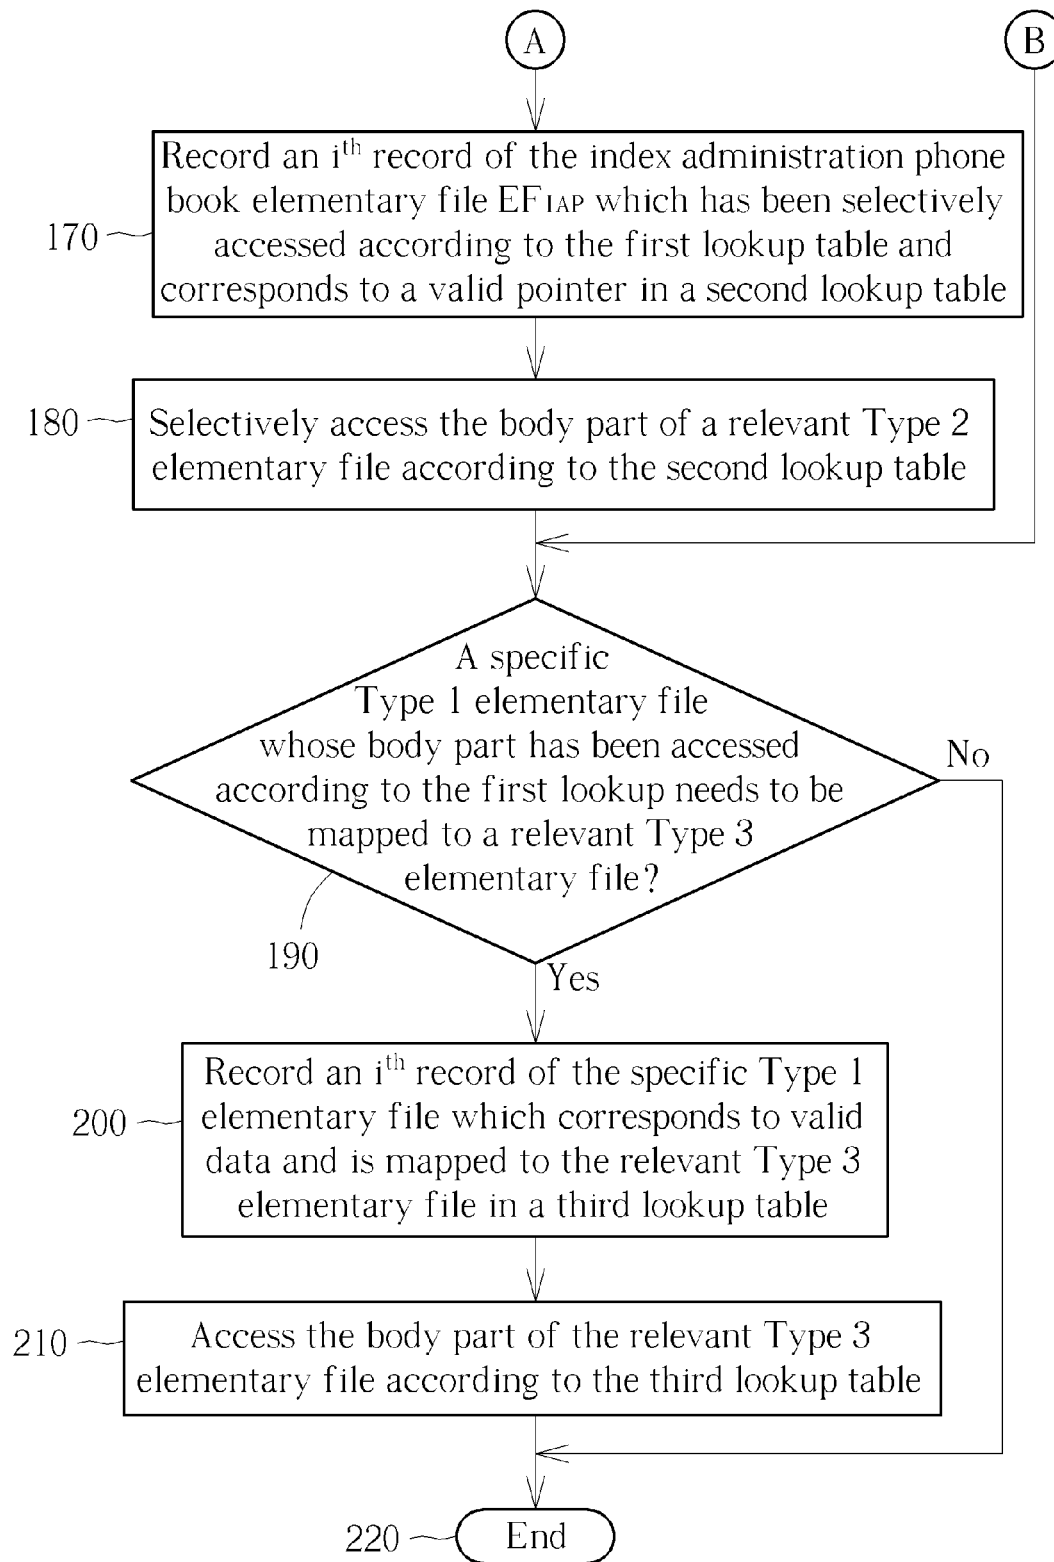 A
B
Record an ith record of the index administration phone
book elementary file EFIAP which has been selectively
accessed according to the first lookup table and
corresponds to a valid pointer in a second lookup table
170
Selectively access the body part of a relevant Type 2
elementary file according to the second lookup table
180
A specific
Type 1 elementary file
whose body part has been accessed
according to the first lookup needs to be
mapped to a relevant Type 3
elementary file?
No
190
Yes
Record an ith record of the specific Type 1
elementary file which corresponds to valid
data and is mapped to the relevant Type 3
elementary file in a third lookup table
200
Access the body part of the relevant Type 3
elementary file according to the third lookup table
210
End
220